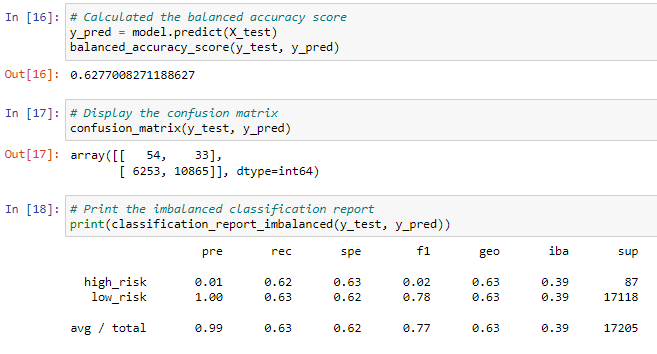 In [16]: # Calculated the balanced accuracy score
y_pred = model.predict(X_test)
balanced_accuracy_score(y_test, y_pred)
Out[16]: 0.6277008271188627
In [17]: # Display the confusion matrix
confusion_matrix(y_test, y_pred)
Out[17]: array([[   54,    33],
       [ 6253, 10865]], dtype=int64)
In [18]: # Print the imbalanced classification report
print(classification_report_imbalanced(y_test, y_pred))
pre rec spe f1 geo iba sup
high_risk 0.01 0.62 0.63 0.02 0.63 0.39 87
low_risk 1.00 0.63 0.62 0.78 0.63 0.39 17118
avg / total 0.99 0.63 0.62 0.77 0.63 0.39 17205